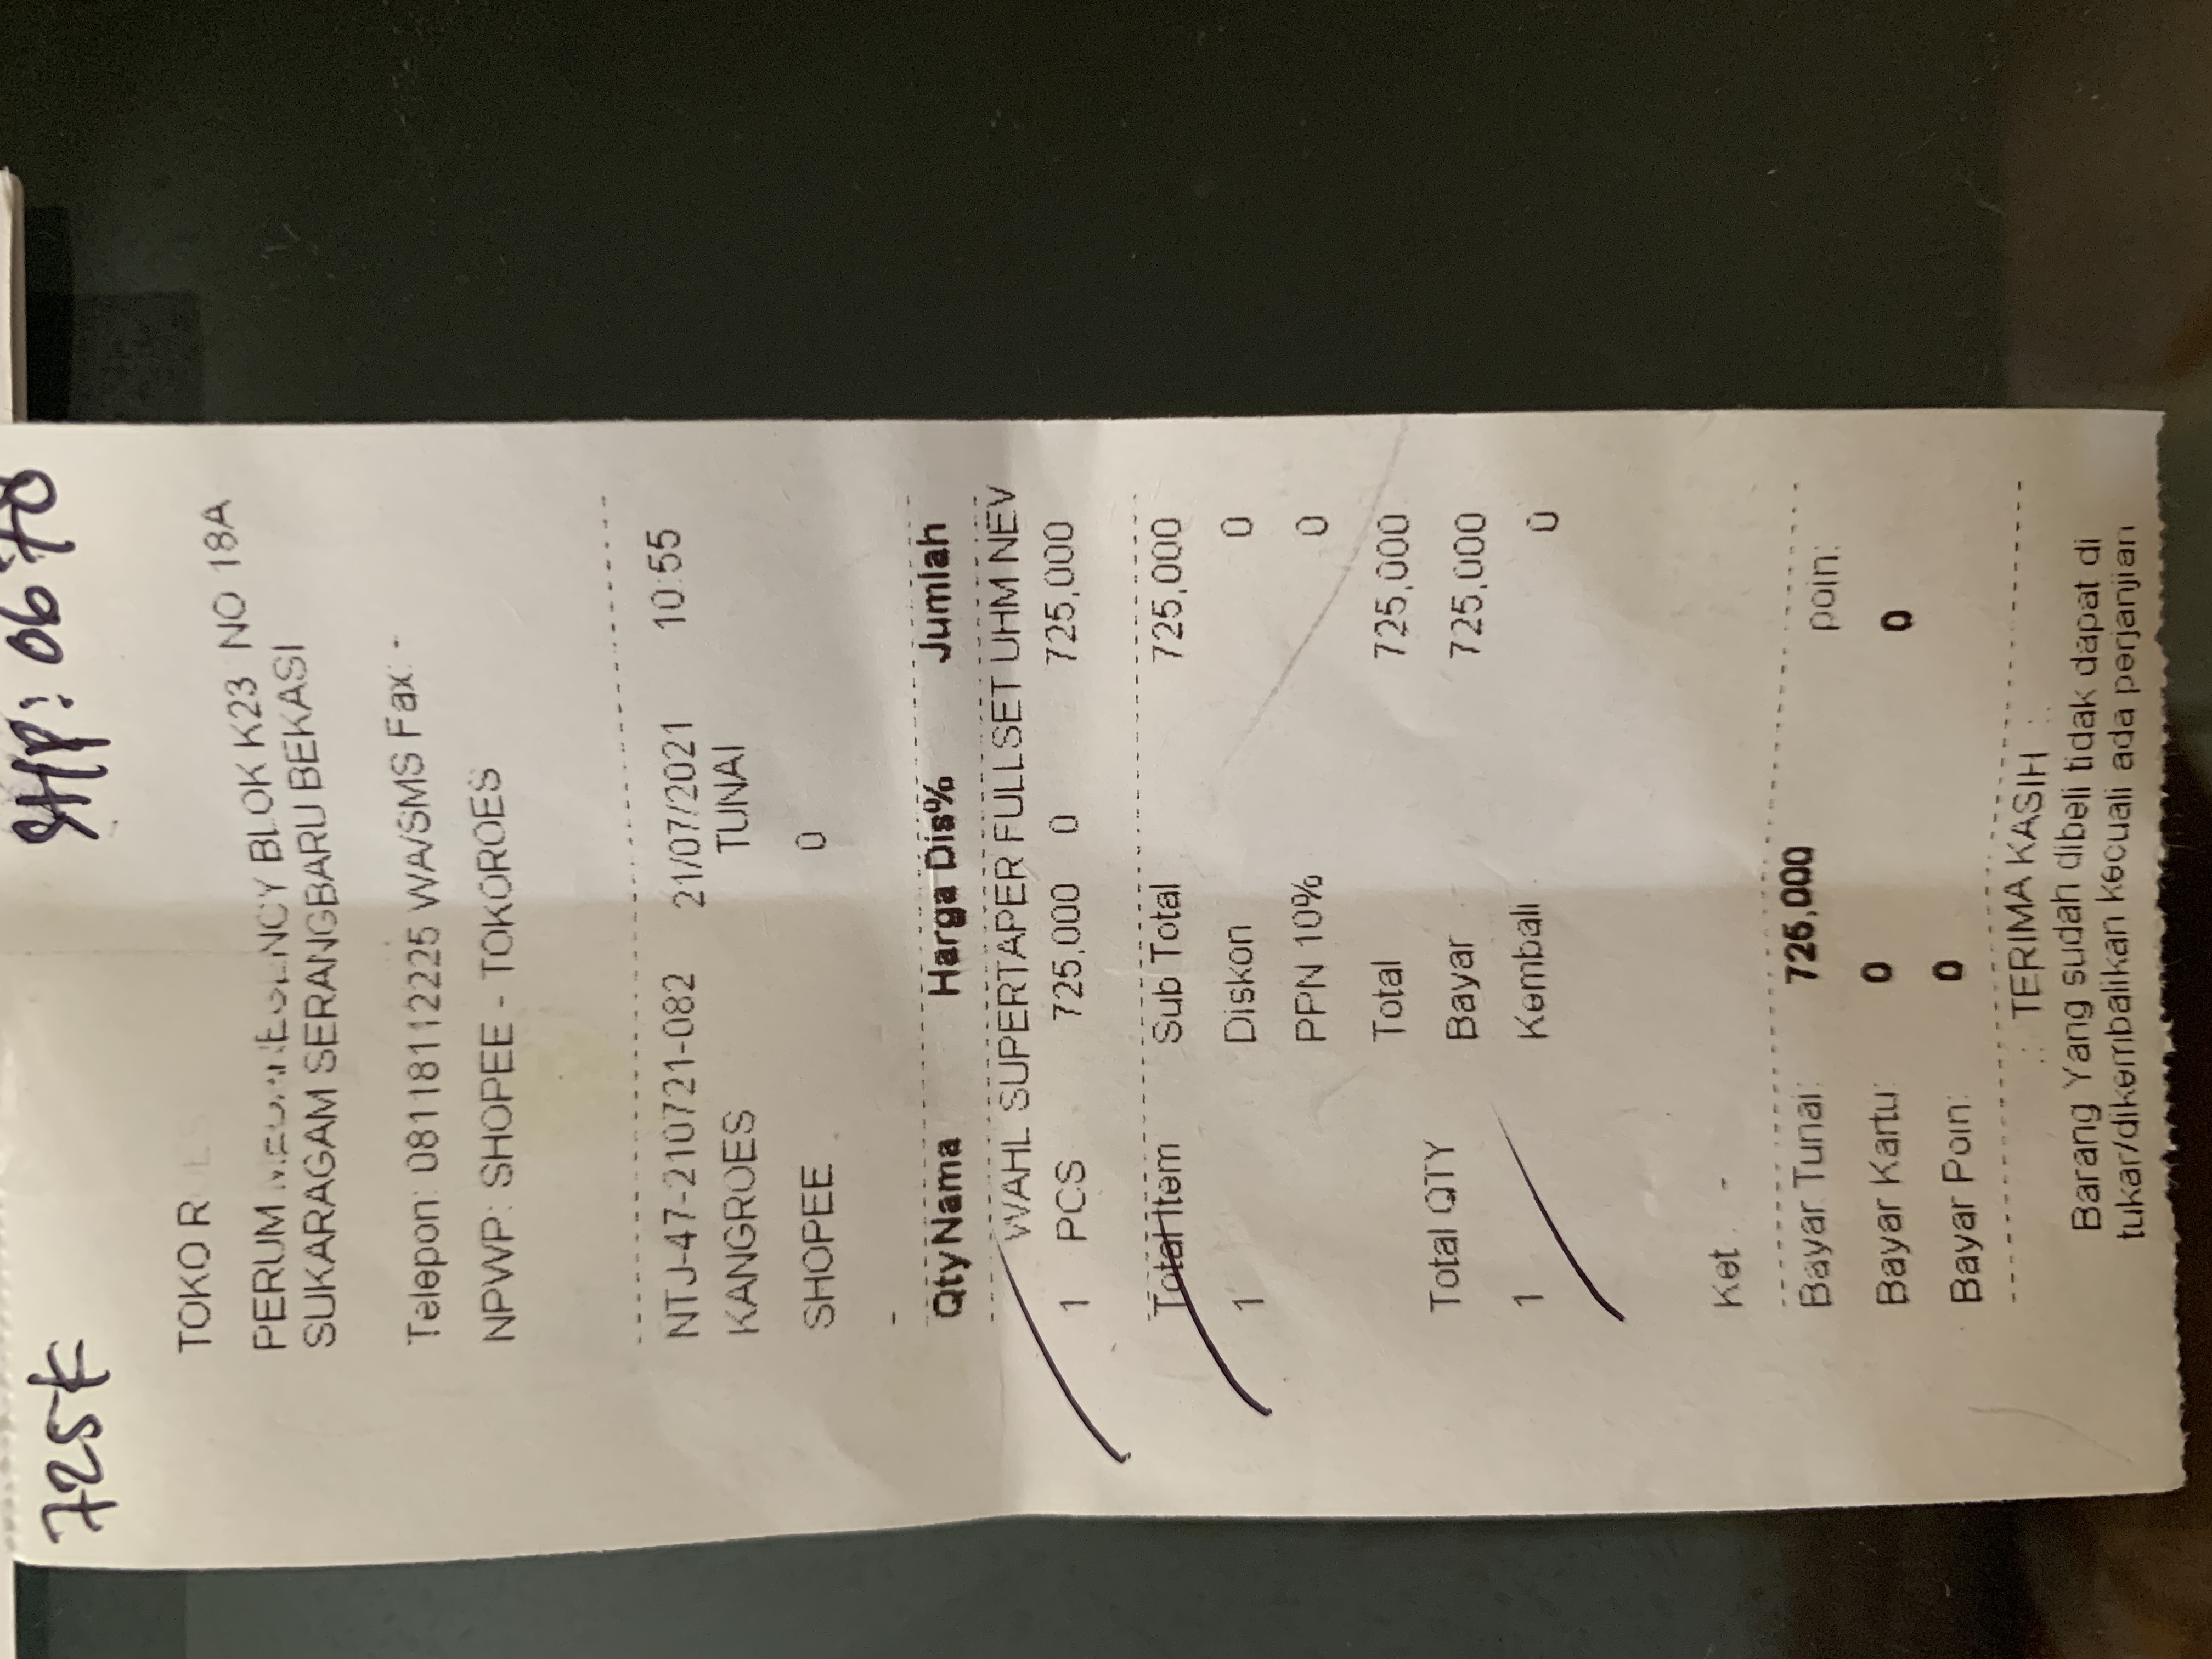 725K SHP: 0678
TOKO R
PERUM BLOK K23 NO 18A
SUKARAGAM SERANGBARU BEKASI
Telepon: 08118112225 WA/SMS Fax: -
NPWP: SHOPEE - TOKOROES
NTJ-47-210721-082 21/07/2021 10:55
KANGROES TUNAI
SHOPEE 0
-
Qty Nama Harga Dis% Jumlah
WAHL SUPERTAPER FULLSET UHM NEV
1 PCS 725,000 0 725,000
Total Item Sub Total 725,000
1 Diskon 0
PPN 10% 0
Total 725,000
Total QTY
Bayar 725,000
1 Kembali 0
Ket : -
Bayar Tunai: 725,000 poin:
Bayar Kartu: 0 0
Bayar Poin: 0
.: TERIMA KASIH :.
Barang Yang sudah dibeli tidak dapat di
tukar/dikembalikan kecuali ada perjanjian